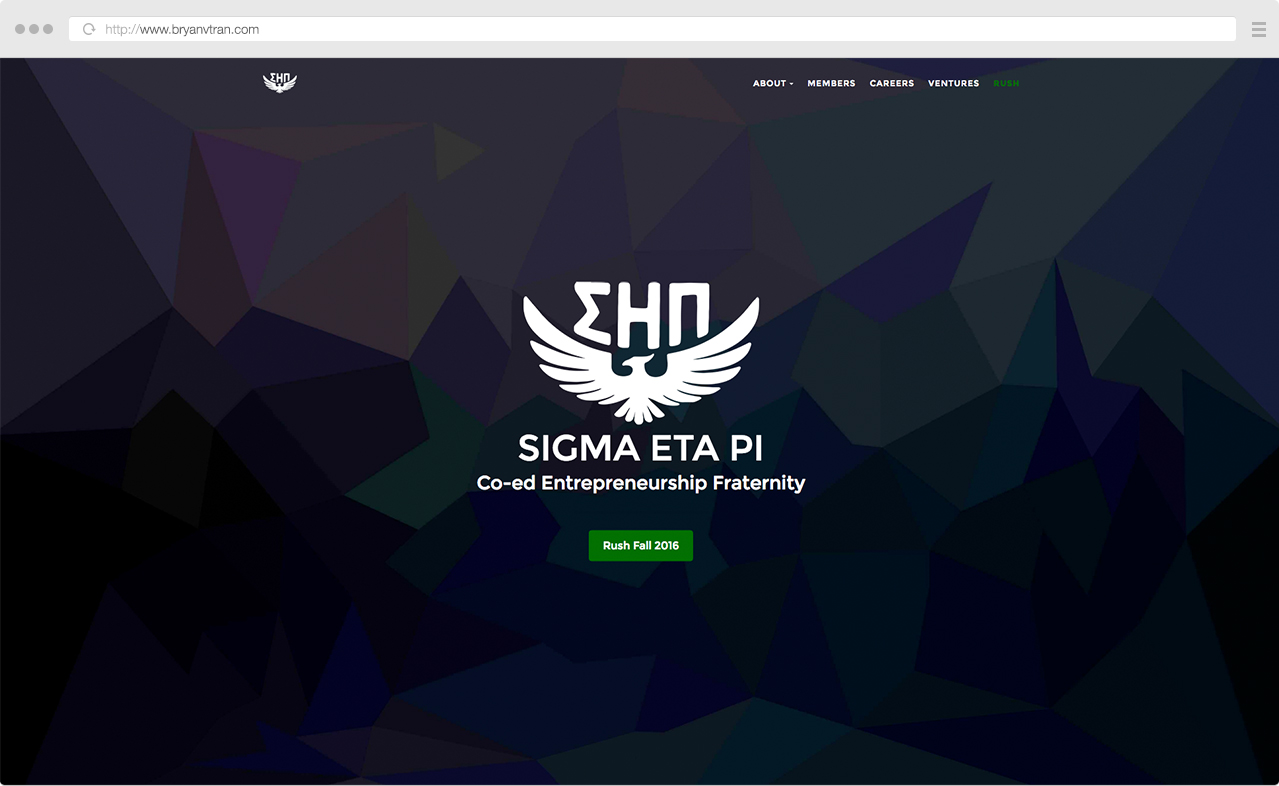 http://www.bryanvtran.com
ΣΗΠ
ABOUT MEMBERS CAREERS VENTURES RUSH
ΣΗΠ
SIGMA ETA PI
Co-ed Entrepreneurship Fraternity
Rush Fall 2016